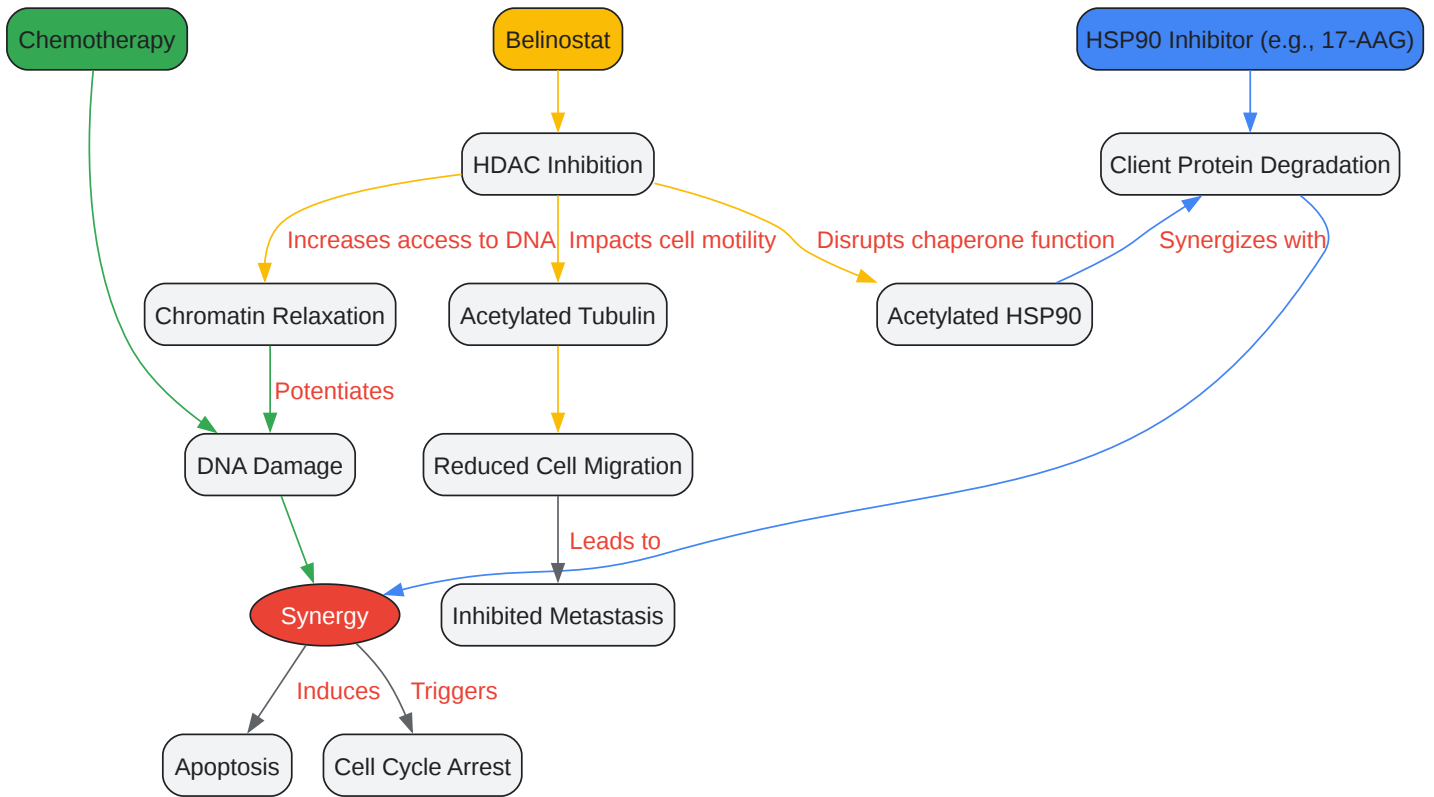 Chemotherapy
Belinostat
HSP90 Inhibitor (e.g., 17-AAG)
HDAC Inhibition
Client Protein Degradation
Increases access to DNA
Impacts cell motility
Disrupts chaperone function
Synergizes with
Chromatin Relaxation
Acetylated Tubulin
Acetylated HSP90
Potentiates
DNA Damage
Reduced Cell Migration
Leads to
Synergy
Inhibited Metastasis
Induces
Triggers
Apoptosis
Cell Cycle Arrest